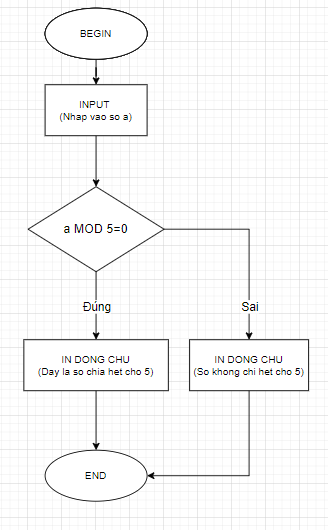 BEGIN
INPUT
(Nhap vao so a)
a MOD 5=0
Đúng
Sai
IN DONG CHU
(Day la so chia het cho 5)
IN DONG CHU
(So khong chi het cho 5)
END